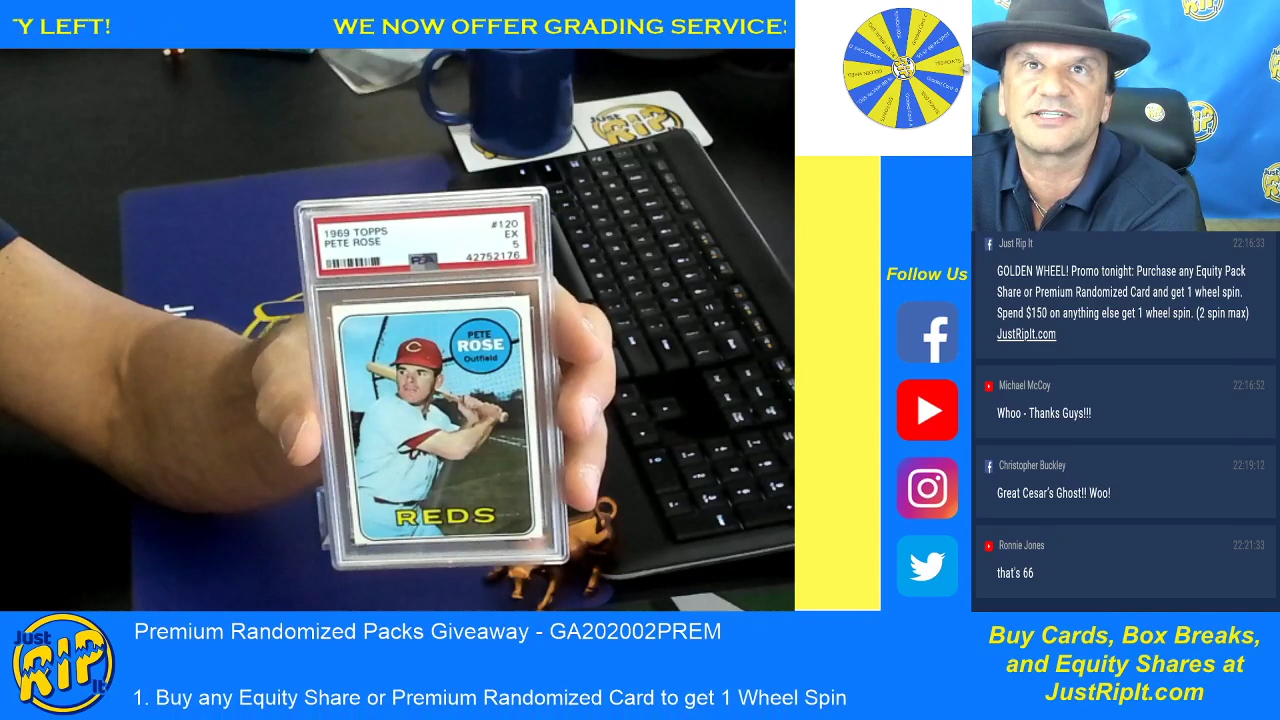 'Y LEFT!
WE NOW OFFER GRADING SERVICES
1969 TOPPS
PETE ROSE
#120
EX
5
PSA
42752176
PETE
ROSE
Outfield
C
REDS
Just
RIP
Follow Us
Just Rip It 22:16:33
GOLDEN WHEEL! Promo tonight: Purchase any Equity Pack
Share or Premium Randomized Card and get 1 wheel spin.
Spend $150 on anything else get 1 wheel spin. (2 spin max)
JustRipIt.com
Michael McCoy 22:16:52
Whoo - Thanks Guys!!!
Christopher Buckley 22:19:12
Great Cesar's Ghost!! Woo!
Ronnie Jones 22:21:33
that's 66
Just
RIP
It
Premium Randomized Packs Giveaway - GA202002PREM
1. Buy any Equity Share or Premium Randomized Card to get 1 Wheel Spin
Buy Cards, Box Breaks,
and Equity Shares at
JustRipIt.com